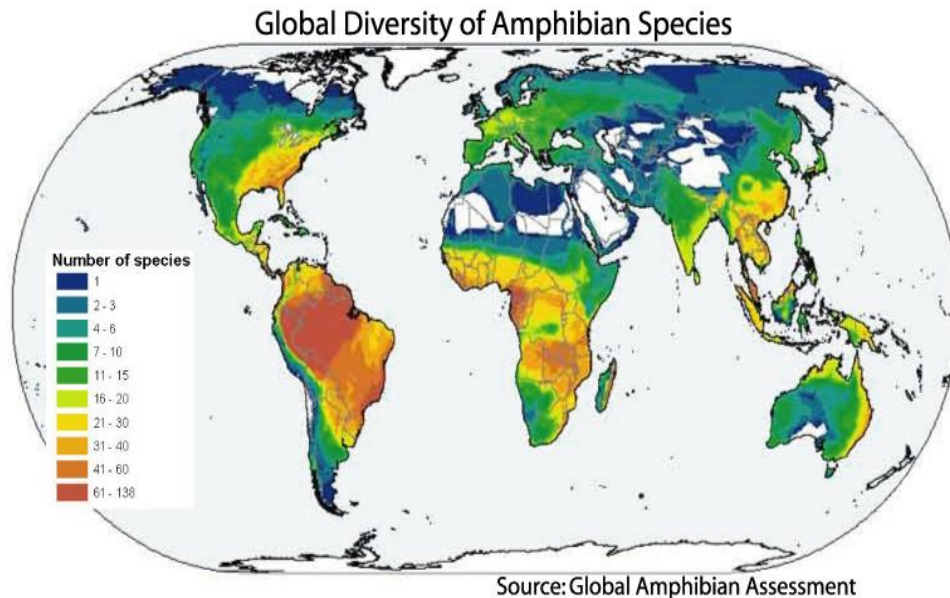 Global Diversity of Amphibian Species
Number of species
1
2 - 3
4 - 6
7 - 10
11 - 15
16 - 20
21 - 30
31 - 40
41 - 60
61 - 138
Source: Global Amphibian Assessment